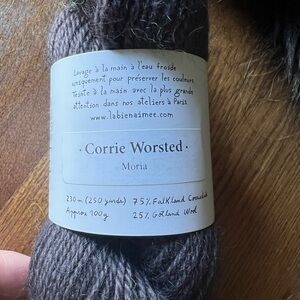 Lavage à la main à l'eau froide
uniquement pour préserver les couleurs.
Teinte à la main avec la plus grande
attention dans nos ateliers à Paris
www.labienaimee.com
· Corrie Worsted ·
Moria
230m (250 yards) 75% Falkland Corriedale
Approx 100g 25% Gotland Wool